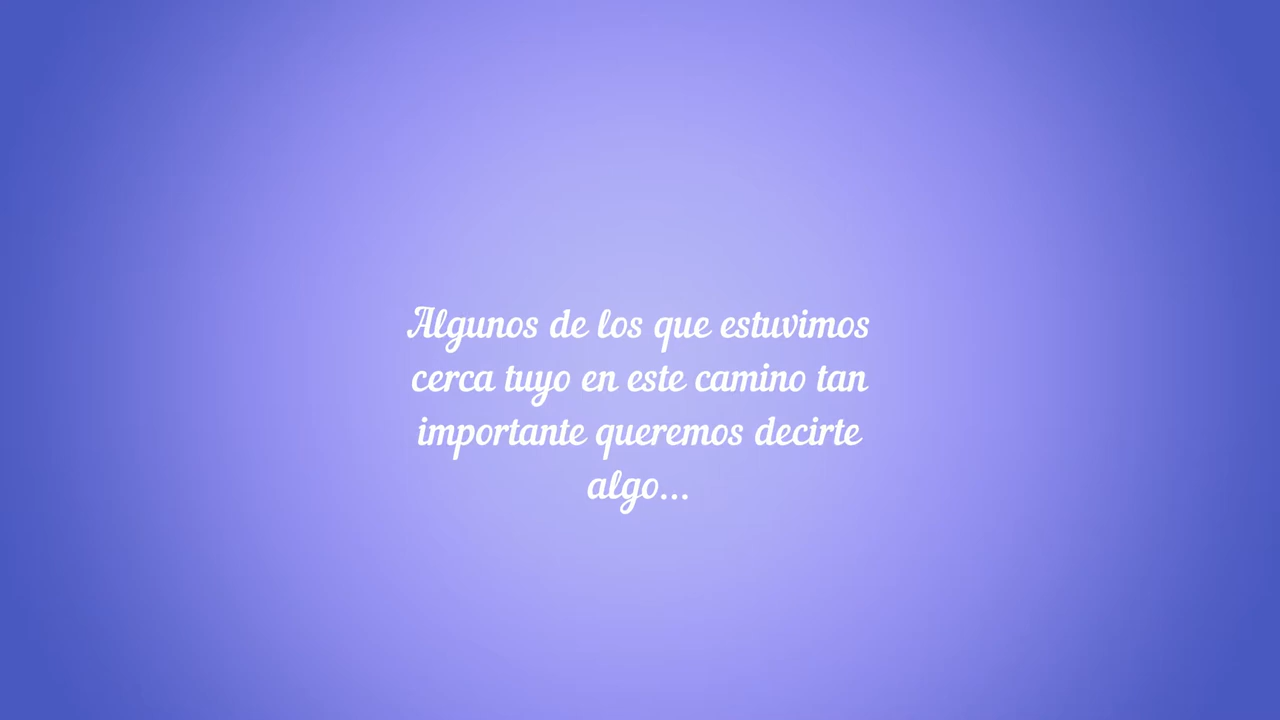 Algunos de los que estuvimos
cerca tuyo en este camino tan
importante queremos decirte
algo...